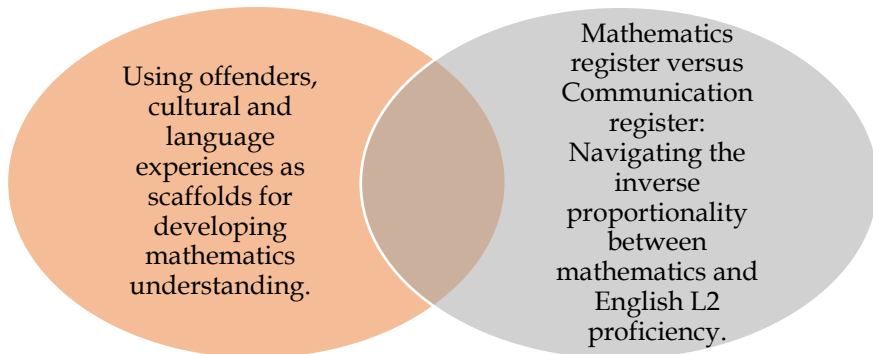 Using offenders,
cultural and
language
experiences as
scaffolds for
developing
mathematics
understanding.
Mathematics
register versus
Communication
register:
Navigating the
inverse
proportionality
between
mathematics and
English L2
proficiency.